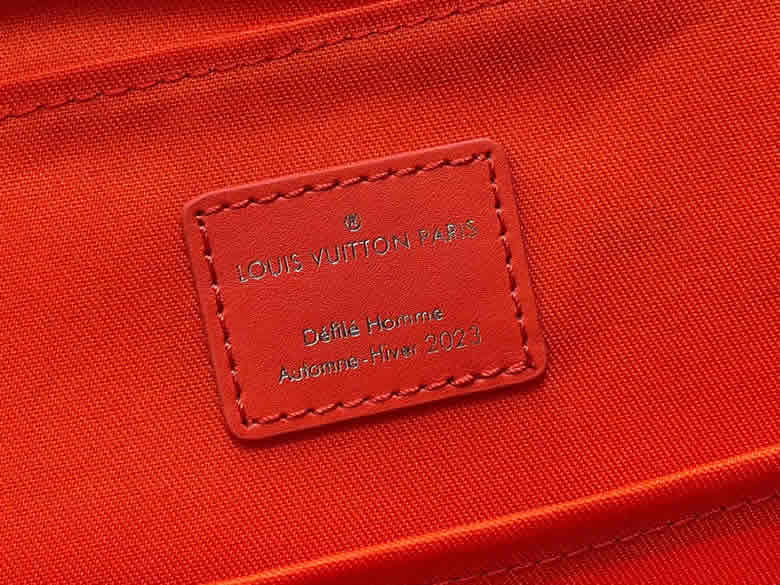 LOUIS VUITTON PARIS
Défilé Homme
Automne-Hiver 2023